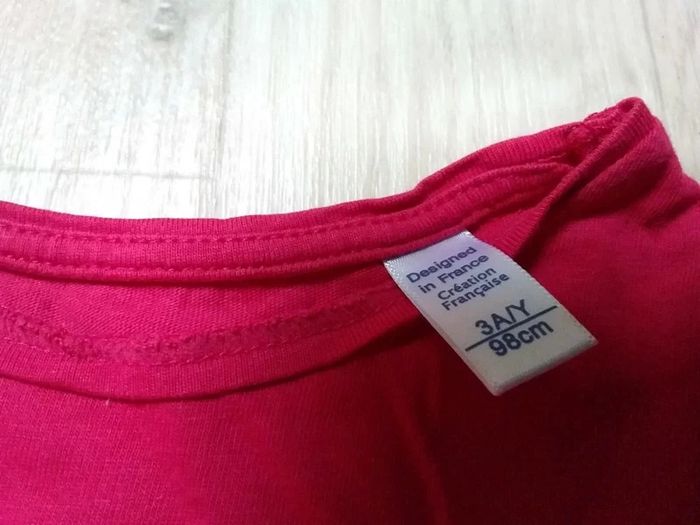 Designed
in France
Création
Française
3A/Y
98cm